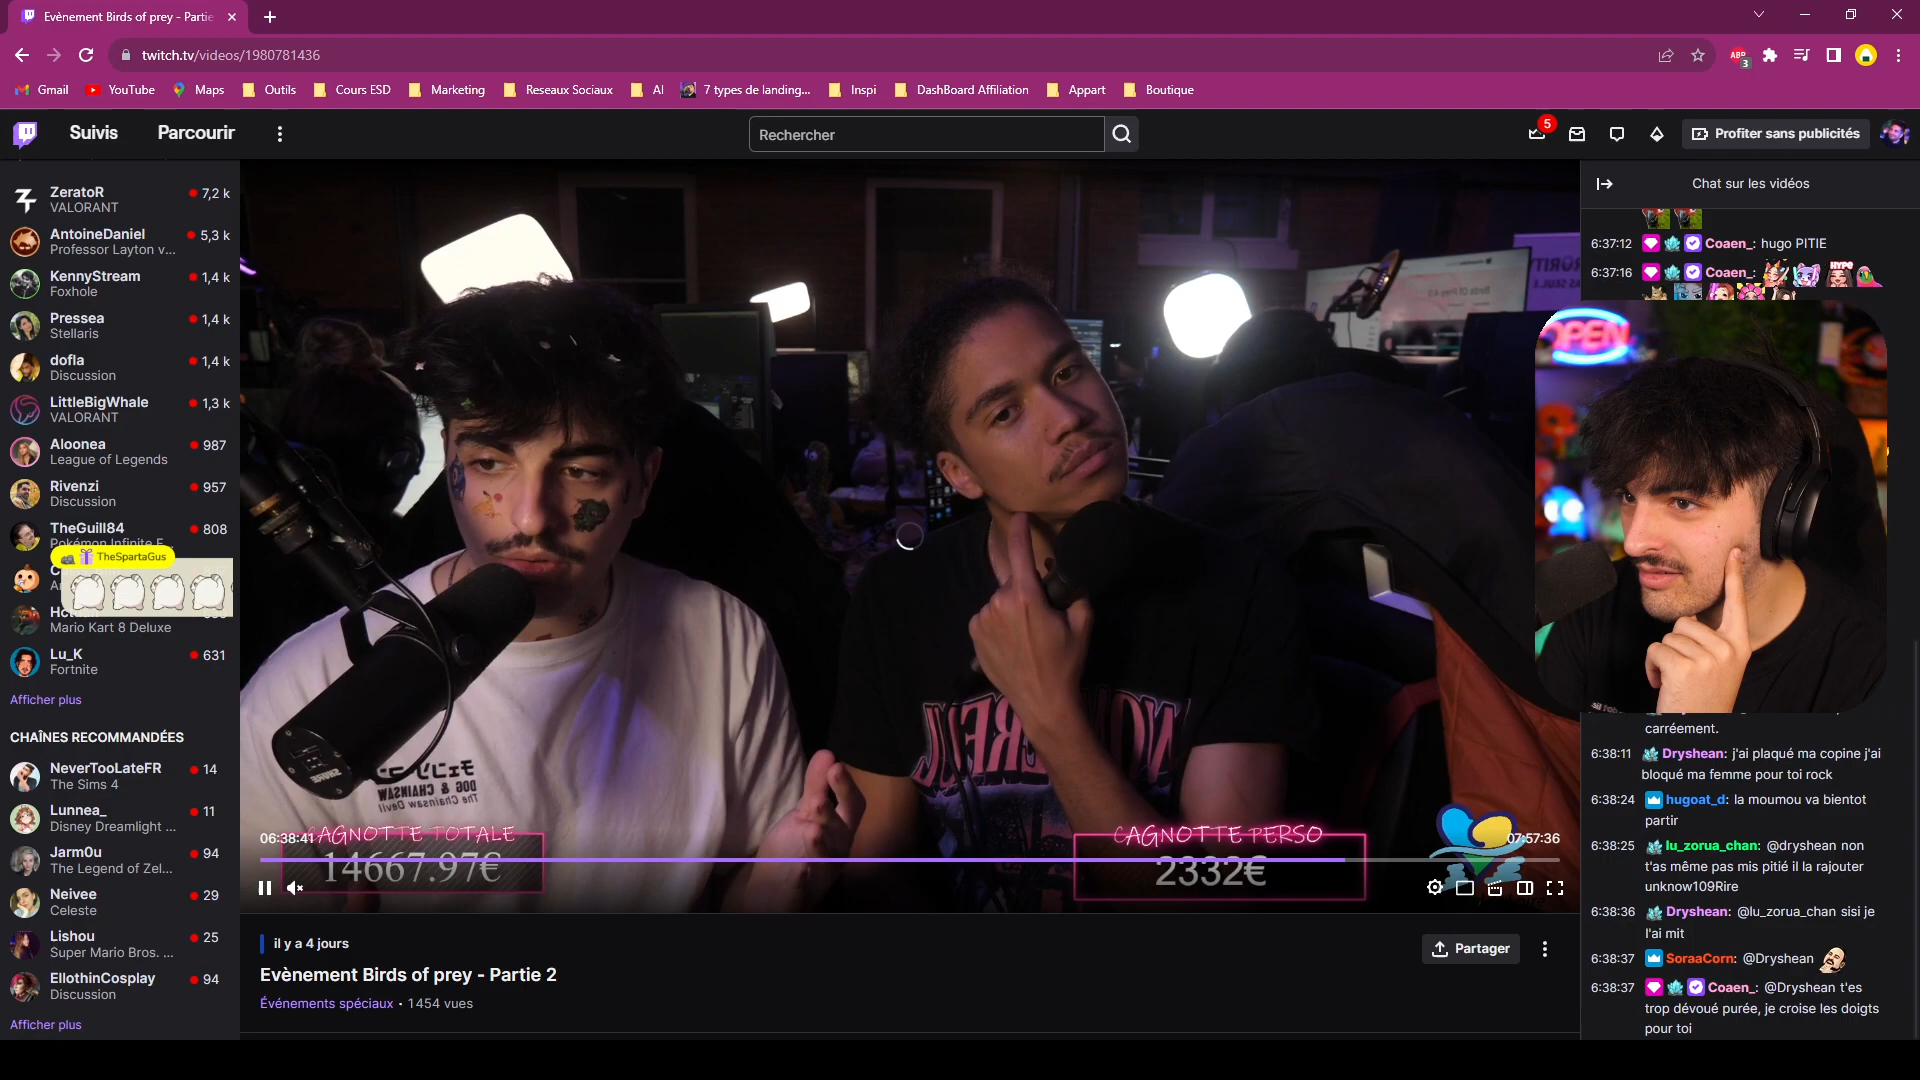 Evènement Birds of prey - Partie
twitch.tv/videos/1980781436
ABP
3
Gmail
YouTube
Maps
Outils
Cours ESD
Marketing
Reseaux Sociaux
AI
7 types de landing...
Inspi
DashBoard Affiliation
Appart
Boutique
Suivis
Parcourir
Rechercher
5
Profiter sans publicités
ZeratoR
7,2 k
VALORANT
AntoineDaniel
5,3 k
Professor Layton v...
KennyStream
1,4 k
Foxhole
Pressea
1,4 k
Stellaris
dofla
1,4 k
Discussion
LittleBigWhale
1,3 k
VALORANT
Aloonea
987
League of Legends
Rivenzi
957
Discussion
TheGuill84
808
Pokémon Infinite F...
TheSpartaGus
Mario Kart 8 Deluxe
Lu_K
631
Fortnite
Afficher plus
CHAÎNES RECOMMANDÉES
NeverTooLateFR
14
The Sims 4
Lunnea_
11
Disney Dreamlight ...
Jarm0u
94
The Legend of Zel...
Neivee
29
Celeste
Lishou
25
Super Mario Bros. ...
EllothinCosplay
94
Discussion
Afficher plus
CAGNOTTE TOTALE
14667.97€
CAGNOTTE PERSO
2332€
06:38:41
07:57:36
il y a 4 jours
Evènement Birds of prey - Partie 2
Événements spéciaux • 1 454 vues
Partager
Chat sur les vidéos
6:37:12 Coaen_: hugo PITIE
6:37:16 Coaen_:
HYPE
OPEN
carréement.
6:38:11 Dryshean: j'ai plaqué ma copine j'ai
bloqué ma femme pour toi rock
6:38:24 hugoat_d: la moumou va bientot
partir
6:38:25 lu_zorua_chan: @dryshean non
t'as même pas mis pitié il la rajouter
unknow109Rire
6:38:36 Dryshean: @lu_zorua_chan sisi je
l'ai mit
6:38:37 SoraaCorn: @Dryshean
6:38:37 Coaen_: @Dryshean t'es
trop dévoué purée, je croise les doigts
pour toi